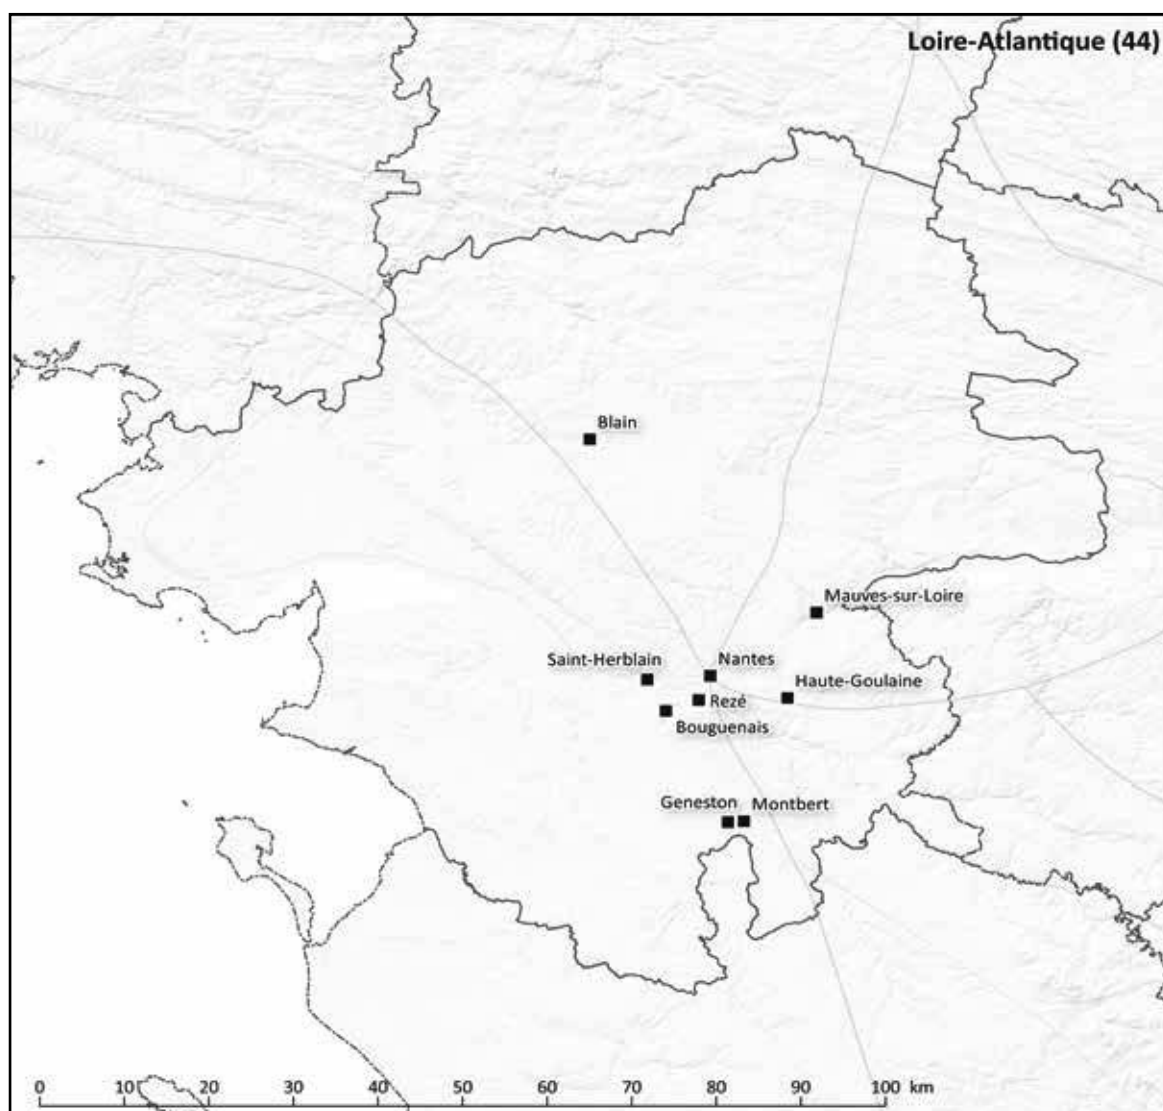 Loire-Atlantique (44)
Blain
Mauves-sur-Loire
Saint-Herblain
Nantes
Haute-Goulaine
Rezé
Bouguenais
Geneston
Montbert
0 10 20 30 40 50 60 70 80 90 100 km